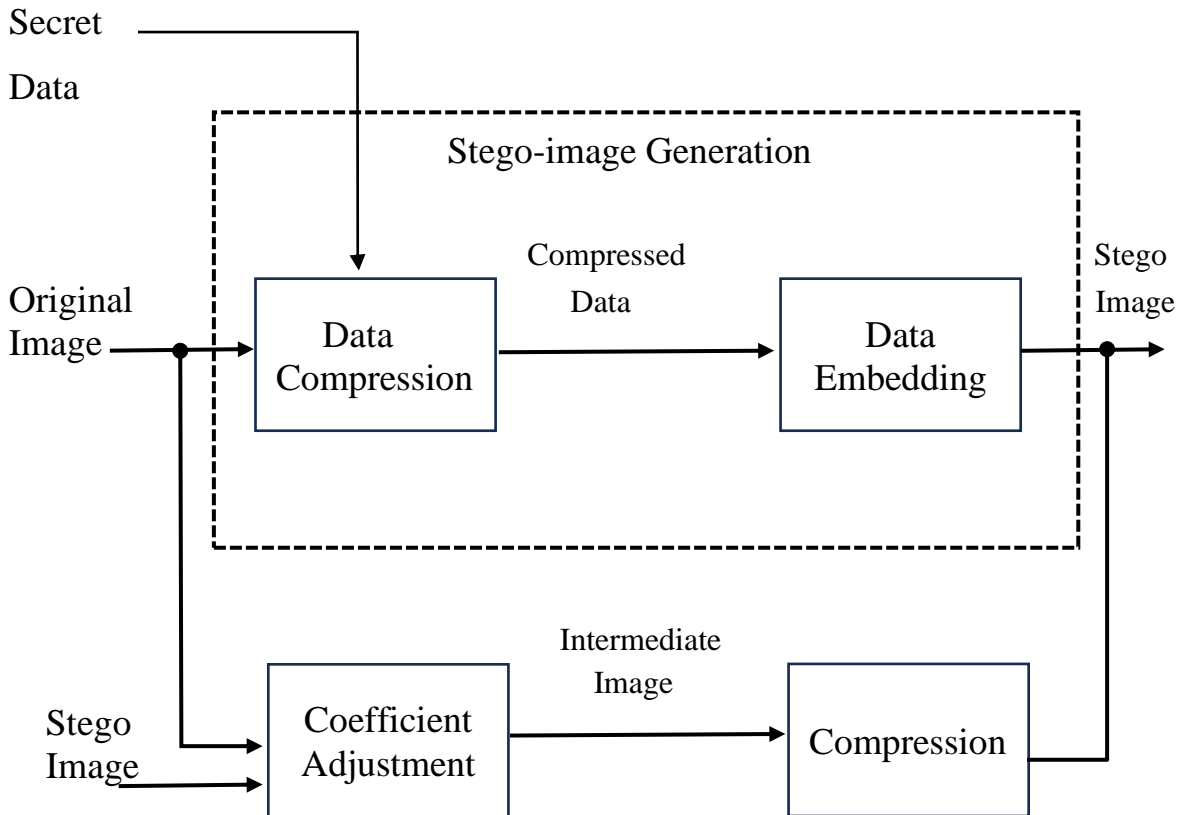 Secret
Data
Stego-image Generation
Compressed
Data
Stego
Image
Original
Image
Data
Compression
Data
Embedding
Intermediate
Image
Stego
Image
Coefficient
Adjustment
Compression